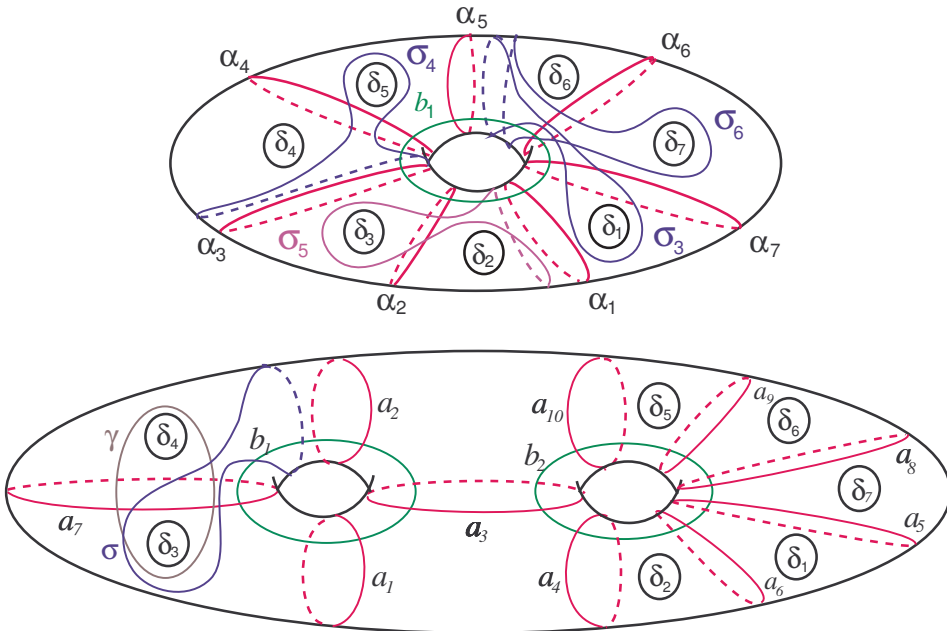 α₅
α₄ σ₄ δ₆ α₆
δ₅
b₁ σ₆
δ₄ δ₇
α₃ σ₅ δ₃ δ₂ δ₁ σ₃ α₇
α₂ α₁
a₂ a₁₀ δ₅ a₉
γ δ₄ b₁ b₂ δ₆
a₈
a₇ a₃ δ₇
σ δ₃ a₅
a₁ a₄ δ₂ a₆ δ₁